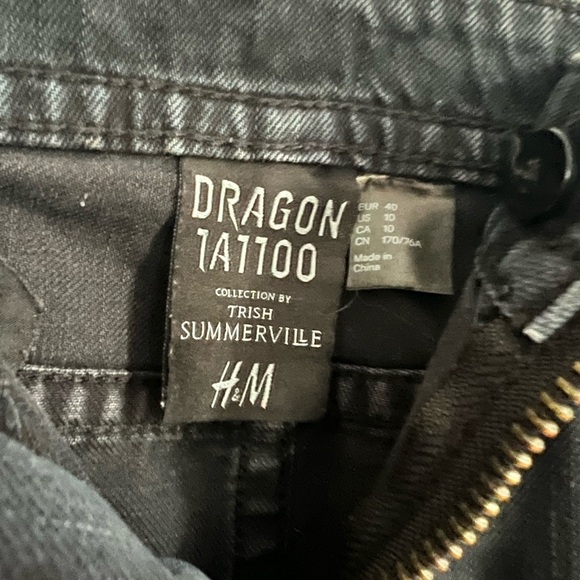 DRAGON
TATTOO
COLLECTION BY
TRISH
SUMMERVILLE
H&M
EUR 40
US 10
CA 10
CN 170/76A
Made in
China